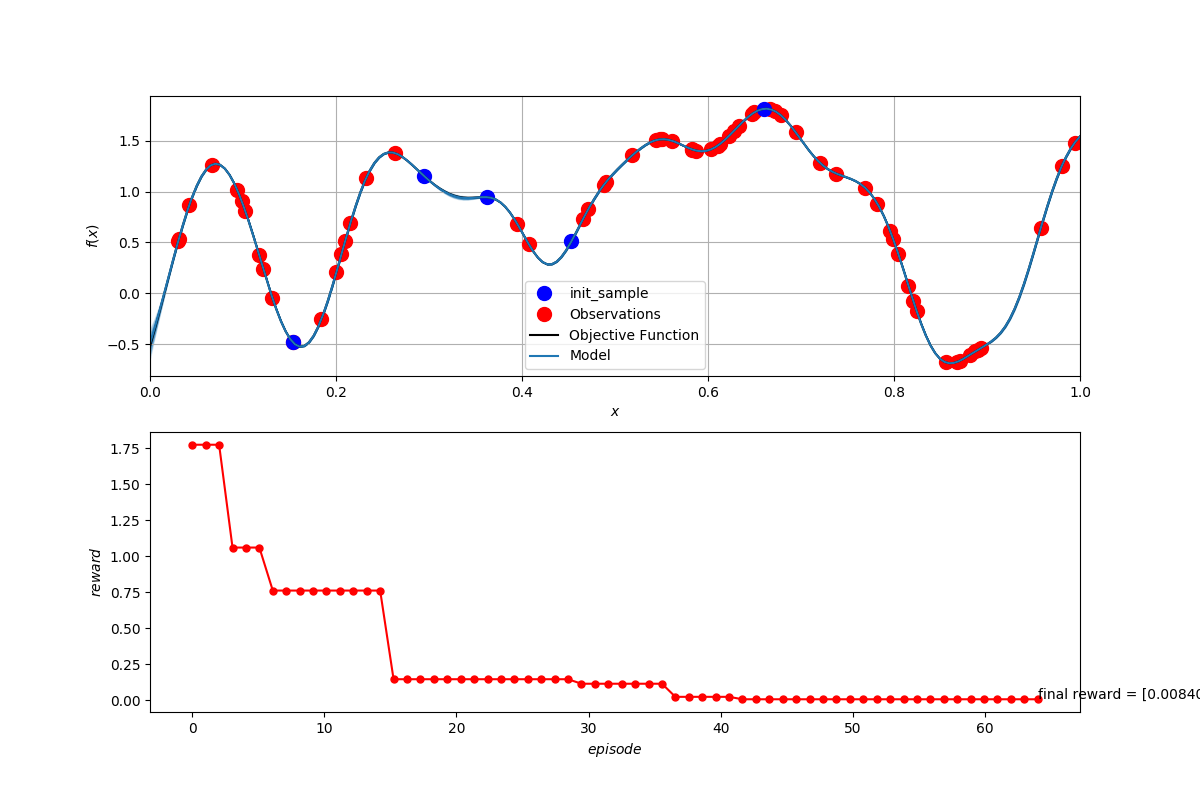 1.5
1.0
0.5
0.0
−0.5
f(x)
0.0 0.2 0.4 0.6 0.8 1.0
x
init_sample
Observations
Objective Function
Model
1.75
1.50
1.25
1.00
0.75
0.50
0.25
0.00
reward
final reward = [0.00840
0 10 20 30 40 50 60
episode